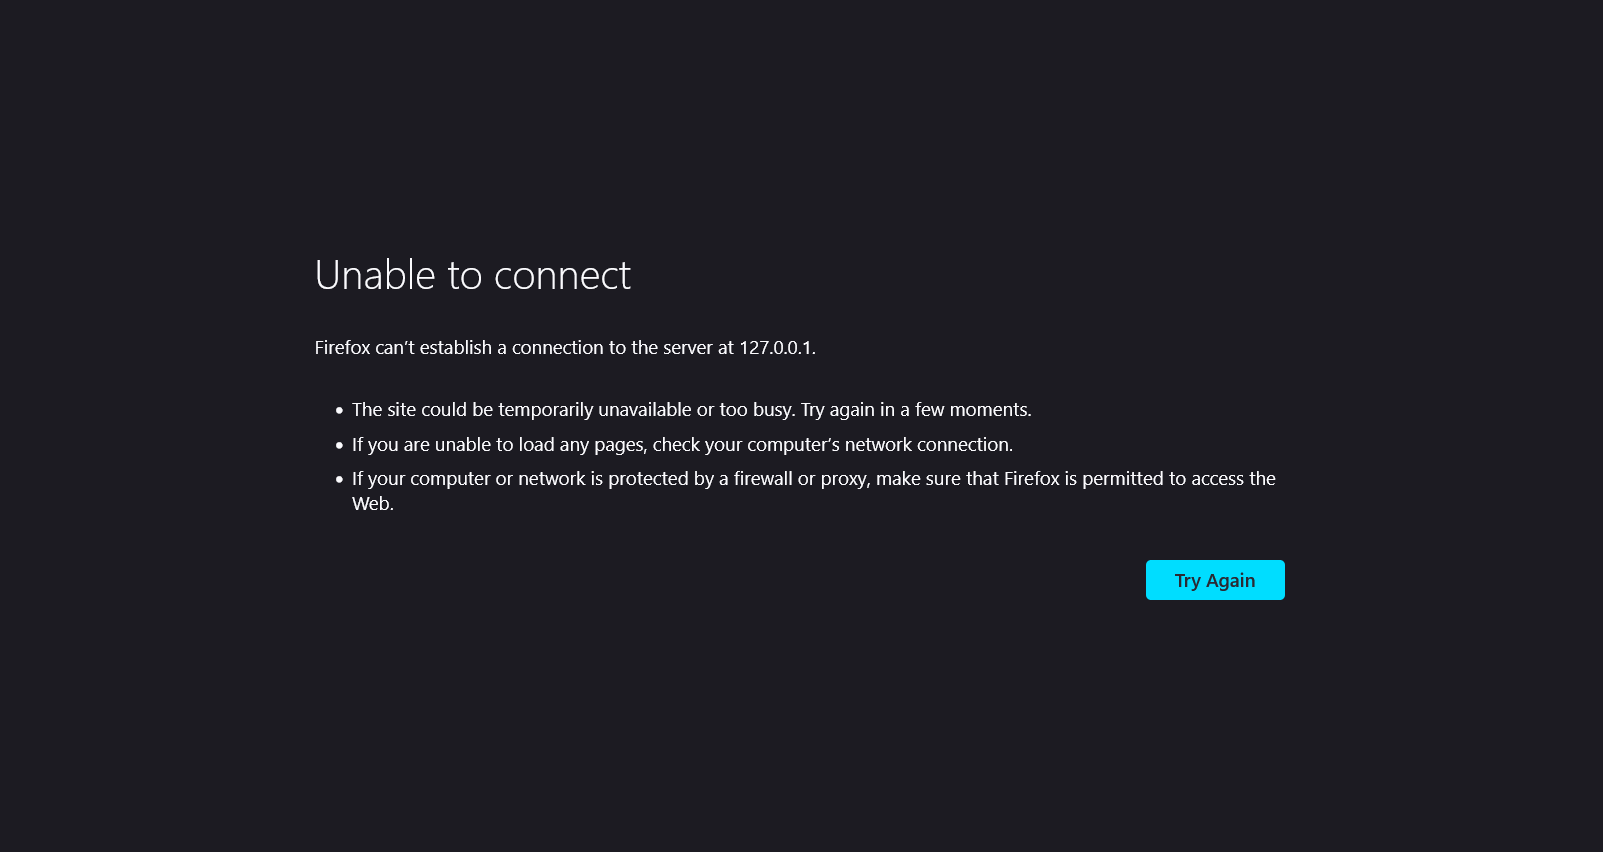 Unable to connect
Firefox can’t establish a connection to the server at 127.0.0.1.
• The site could be temporarily unavailable or too busy. Try again in a few moments.
• If you are unable to load any pages, check your computer’s network connection.
• If your computer or network is protected by a firewall or proxy, make sure that Firefox is permitted to access the
Web.
Try Again